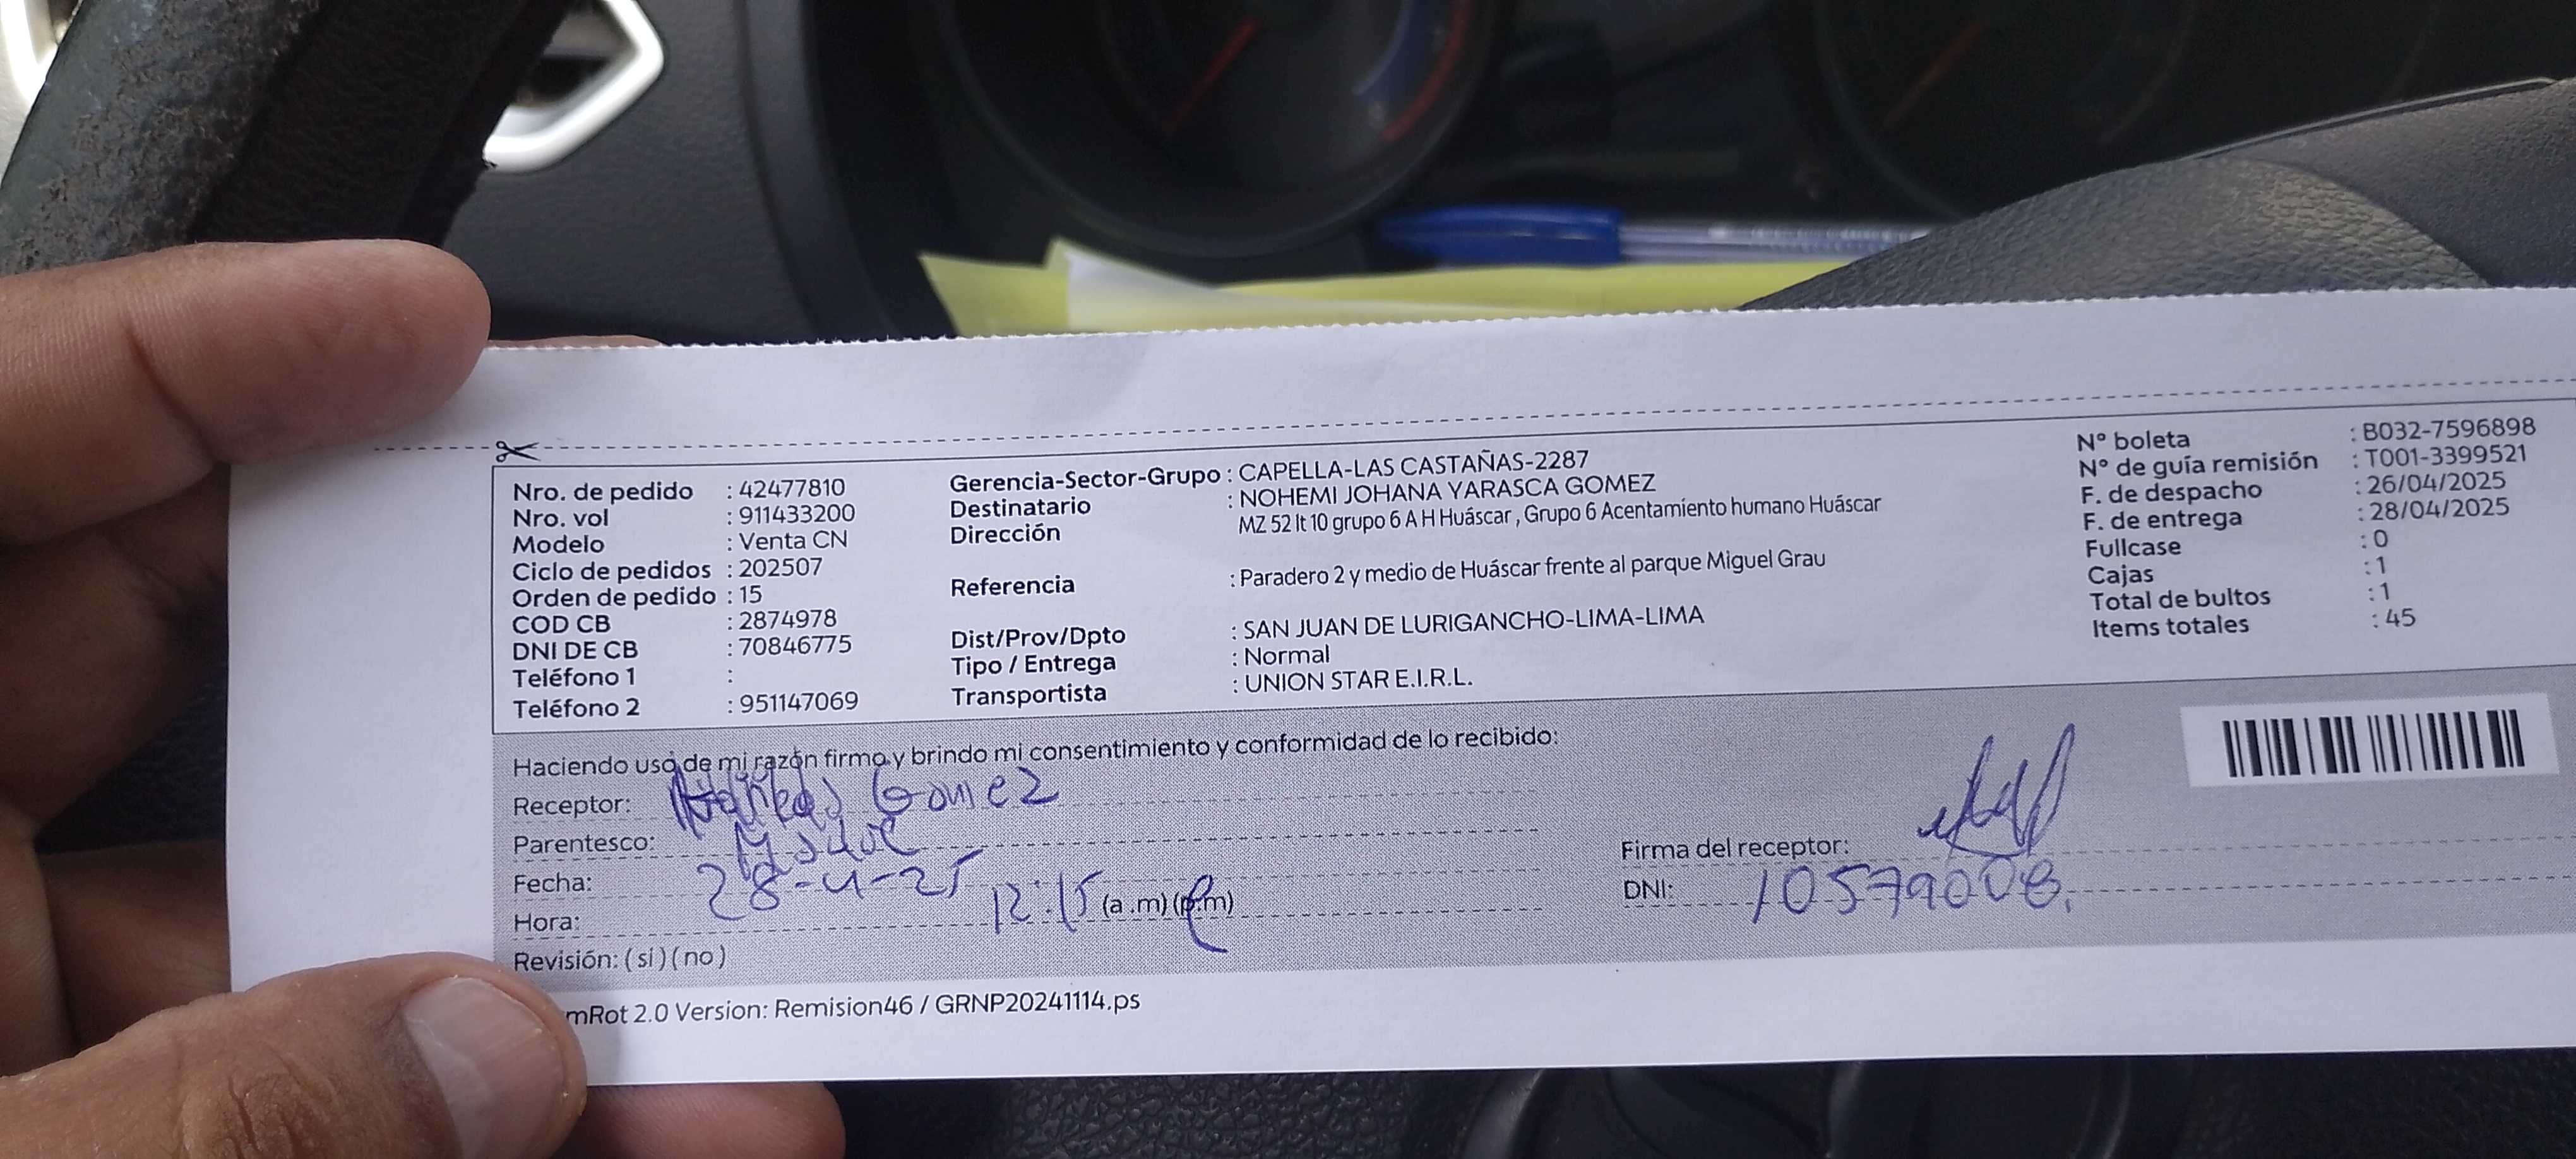 Nro. de pedido : 42477810
Nro. vol : 911433200
Modelo : Venta CN
Ciclo de pedidos : 202507
Orden de pedido : 15
COD CB : 2874978
DNI DE CB : 70846775
Teléfono 1 :
Teléfono 2 : 951147069
Gerencia-Sector-Grupo : CAPELLA-LAS CASTAÑAS-2287
Destinatario : NOHEMI JOHANA YARASCA GOMEZ
Dirección MZ 52 lt 10 grupo 6 A H Huáscar , Grupo 6 Acentamiento humano Huáscar
Referencia : Paradero 2 y medio de Huáscar frente al parque Miguel Grau
Dist/Prov/Dpto : SAN JUAN DE LURIGANCHO-LIMA-LIMA
Tipo / Entrega : Normal
Transportista : UNION STAR E.I.R.L.
N° boleta : B032-7596898
N° de guía remisión : T001-3399521
F. de despacho : 26/04/2025
F. de entrega : 28/04/2025
Fullcase : 0
Cajas : 1
Total de bultos : 1
Items totales : 45
Haciendo uso de mi razón firmo y brindo mi consentimiento y conformidad de lo recibido:
Receptor: Gomez
Parentesco: Madre
Fecha: 28-4-25
Hora: 12:15 (a .m) (p.m)
Revisión: ( si ) ( no )
Firma del receptor:
DNI: 10579008
mRot 2.0 Version: Remision46 / GRNP20241114.ps